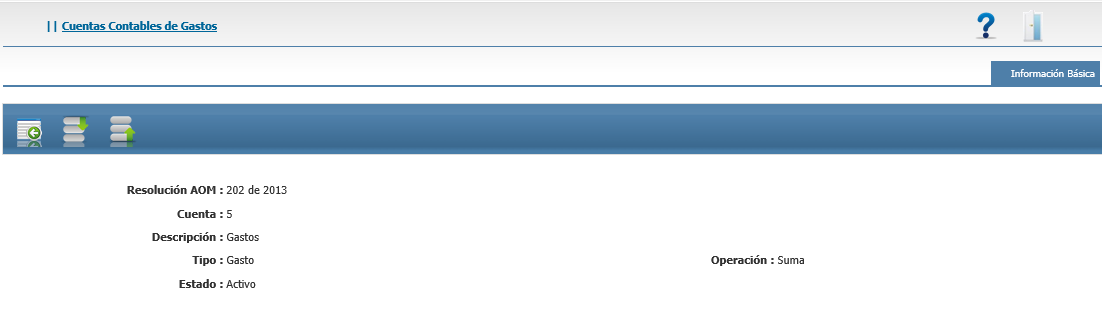 || Cuentas Contables de Gastos
Información Básica
Resolución AOM : 202 de 2013
Cuenta : 5
Descripción : Gastos
Tipo : Gasto Operación : Suma
Estado : Activo